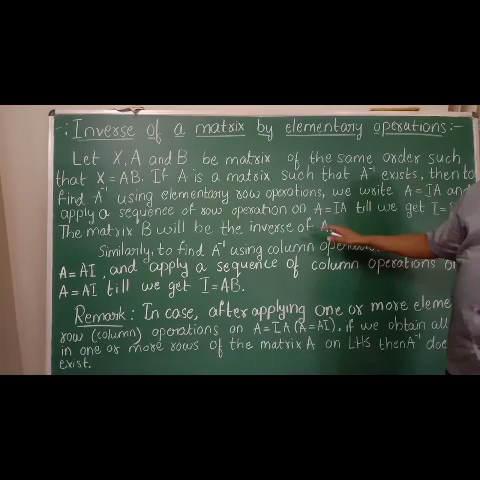 -: Inverse of a matrix by elementary operations :-
Let X, A and B be matrix of the same order such
that X = AB. If A is a matrix such that A⁻¹ exists, then to
find A⁻¹ using elementary row operations, we write A = IA and
apply a sequence of row operation on A = IA till we get I =
The matrix B will be the inverse of A.
Similarly, to find A⁻¹ using column
A = AI, and apply a sequence of column operations
A = AI till we get I = AB.
Remark : In case, after applying one or more
row (column) operations on A = IA (A = AI), if we obtain all
in one or more rows of the matrix A on LHS then A⁻¹
exist.